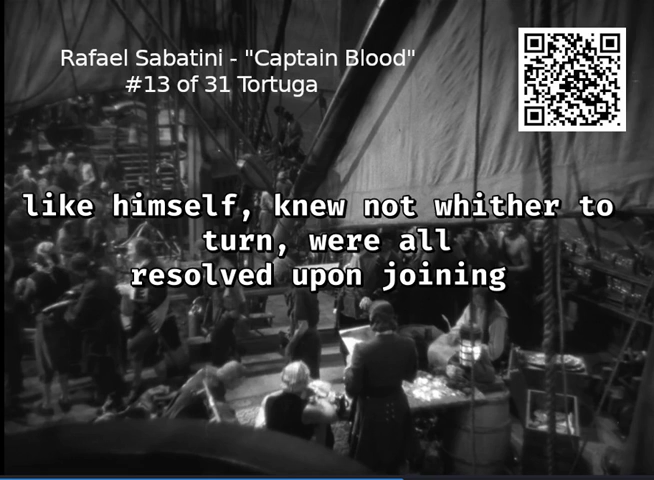 Rafael Sabatini - "Captain Blood"
#13 of 31 Tortuga
like himself, knew not whither to
turn, were all
resolved upon joining